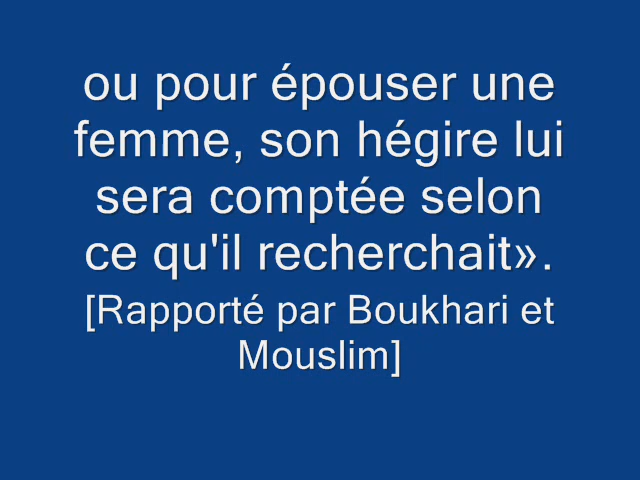 ou pour épouser une
femme, son hégire lui
sera comptée selon
ce qu'il recherchait».
[Rapporté par Boukhari et
Mouslim]